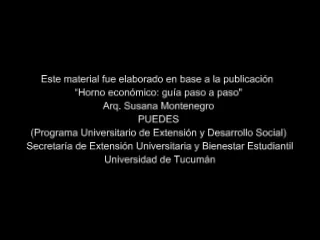 Este material fue elaborado en base a la publicación
"Horno económico: guía paso a paso"
Arq. Susana Montenegro
PUEDES
(Programa Universitario de Extensión y Desarrollo Social)
Secretaría de Extensión Universitaria y Bienestar Estudiantil
Universidad de Tucumán